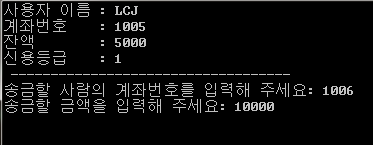 사용자 이름 : LCJ
계좌번호 : 1005
잔액 : 5000
신용등급 : 1
-----------------------------------
송금할 사람의 계좌번호를 입력해 주세요: 1006
송금할 금액을 입력해 주세요: 10000